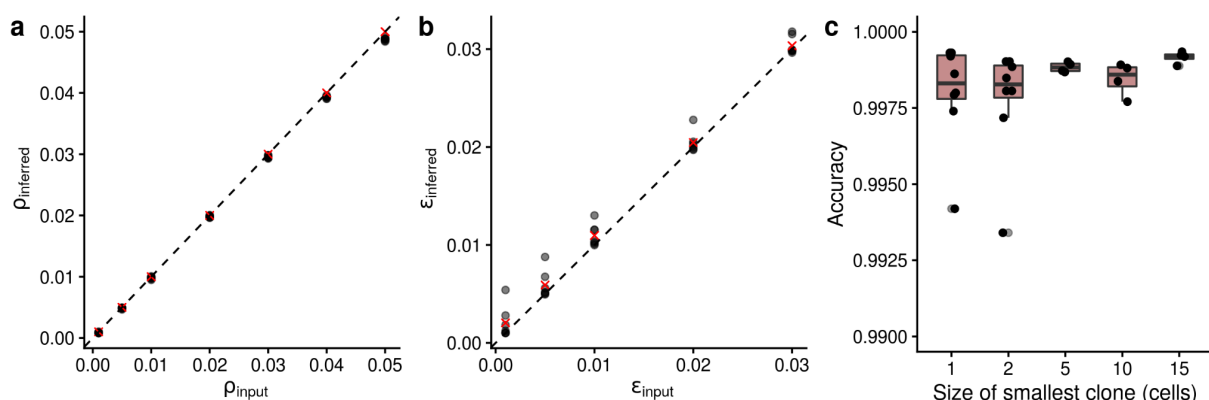 a
0.05
0.04
0.03
0.02
0.01
0.00
ρinferred
0.00 0.01 0.02 0.03 0.04 0.05
ρinput
b
0.03
0.02
0.01
0.00
εinferred
0.00 0.01 0.02 0.03
εinput
c
1.0000
0.9975
0.9950
0.9925
0.9900
Accuracy
1 2 5 10 15
Size of smallest clone (cells)